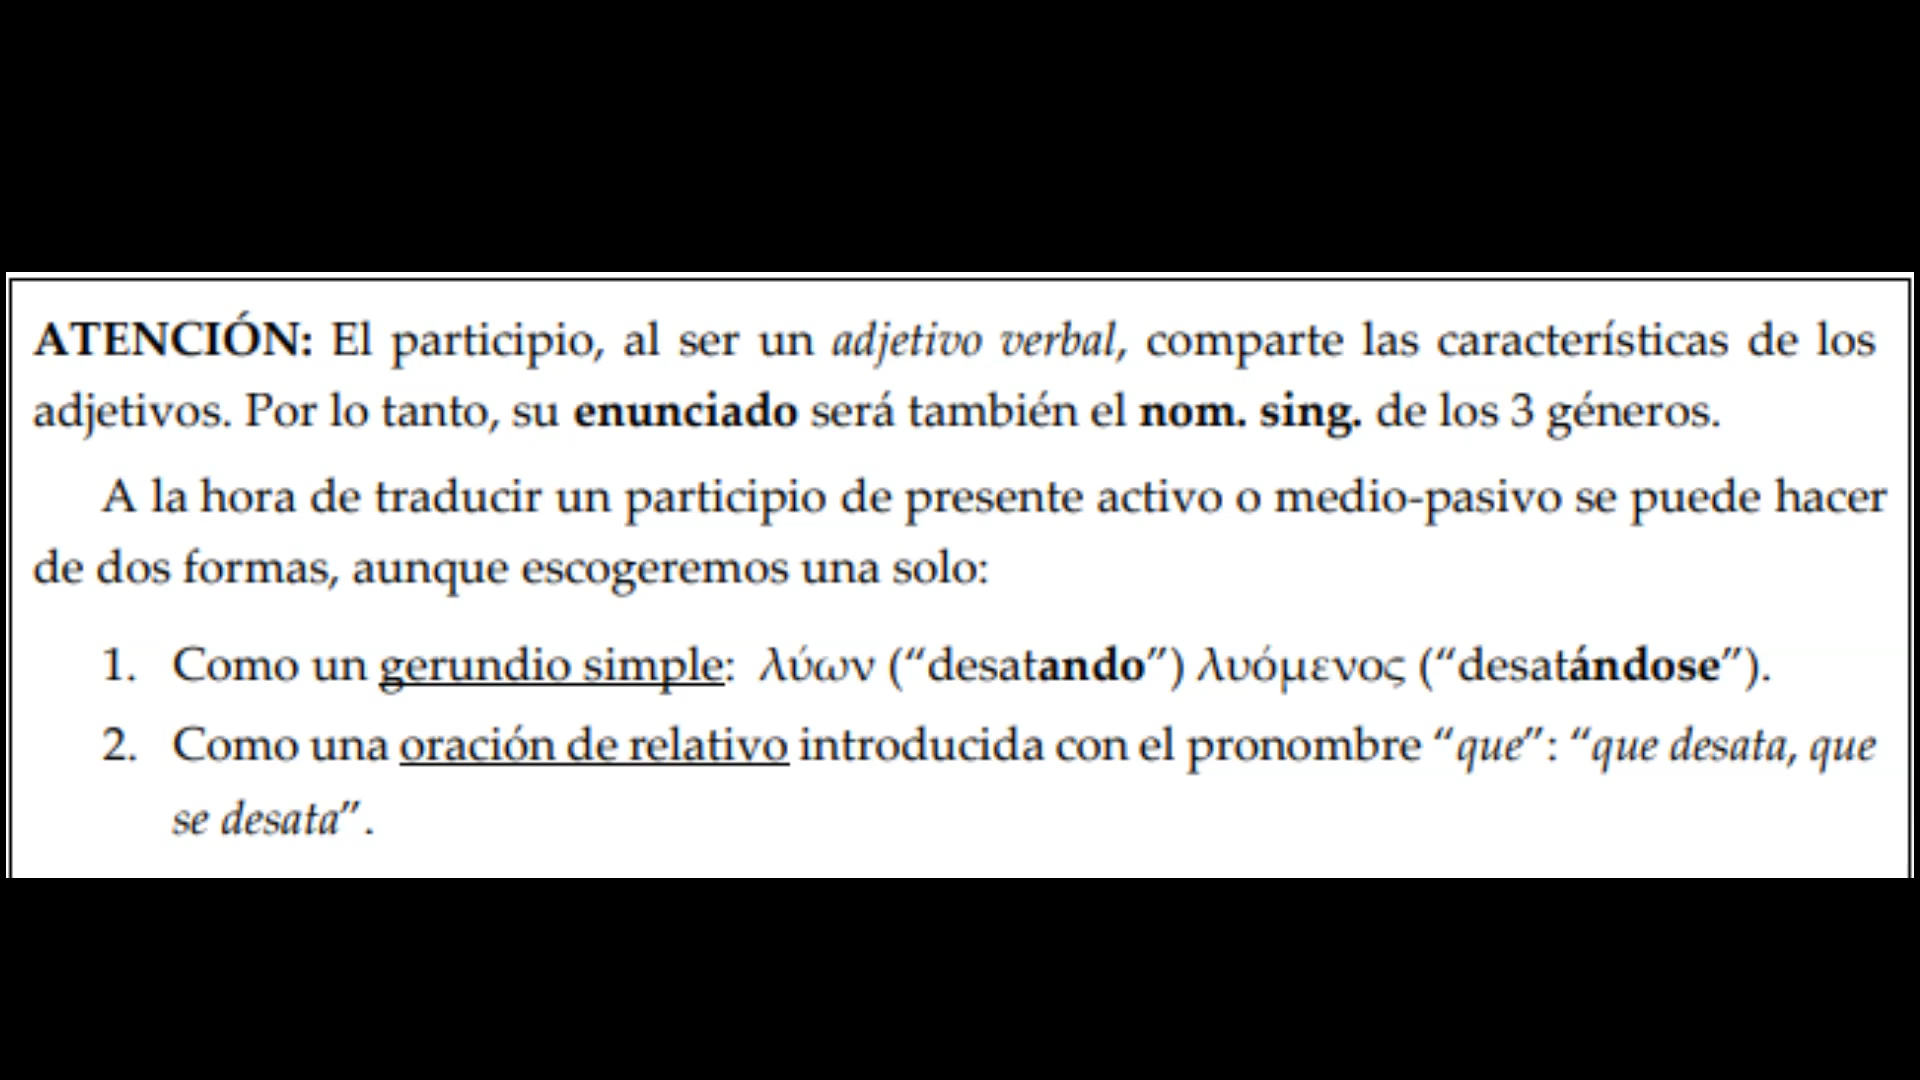 ATENCIÓN: El participio, al ser un adjetivo verbal, comparte las características de los
adjetivos. Por lo tanto, su enunciado será también el nom. sing. de los 3 géneros.
A la hora de traducir un participio de presente activo o medio-pasivo se puede hacer
de dos formas, aunque escogeremos una solo:
1. Como un gerundio simple: λύων (“desatando”) λυόμενος (“desatándose”).
2. Como una oración de relativo introducida con el pronombre “que”: “que desata, que
se desata”.